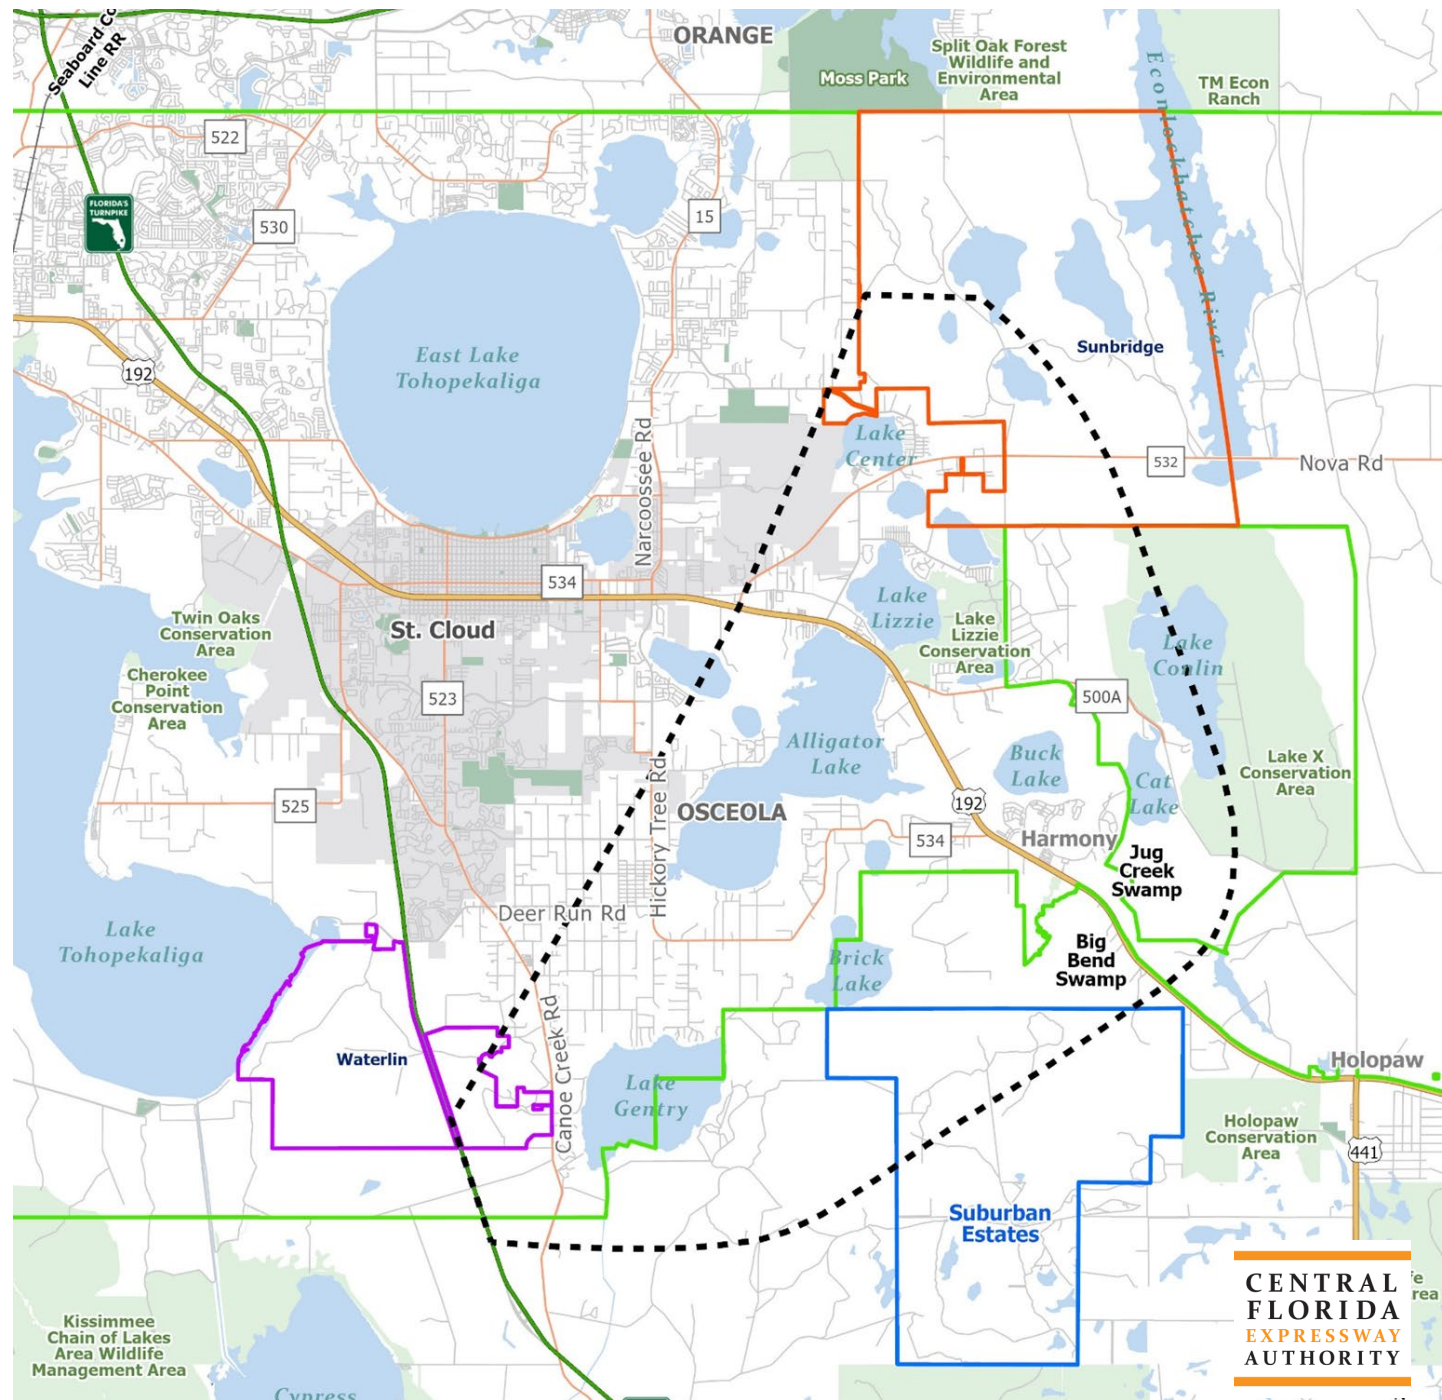 Seaboard Co
Line RR
ORANGE
Moss Park
Split Oak Forest
Wildlife and
Environmental
Area
TM Econ
Ranch
Econlockhatchee River
522
FLORIDA'S
TURNPIKE
530
15
192
East Lake
Tohopekaliga
Sunbridge
Narcoossee Rd
Lake
Center
532
Nova Rd
534
Twin Oaks
Conservation
Area
St. Cloud
Lake
Lizzie
Lake
Lizzie
Conservation
Area
Lake
Conlin
Cherokee
Point
Conservation
Area
523
500A
Alligator
Lake
Buck
Lake
Cat
Lake
Lake X
Conservation
Area
525
Hickory Tree Rd
OSCEOLA
192
534
Harmony
Jug
Creek
Swamp
Deer Run Rd
Lake
Tohopekaliga
Brick
Lake
Big
Bend
Swamp
Waterlin
Canoe Creek Rd
Lake
Gentry
Holopaw
Holopaw
Conservation
Area
441
Suburban
Estates
Kissimmee
Chain of Lakes
Area Wildlife
Management Area
Cypress
CENTRAL
FLORIDA
EXPRESSWAY
AUTHORITY